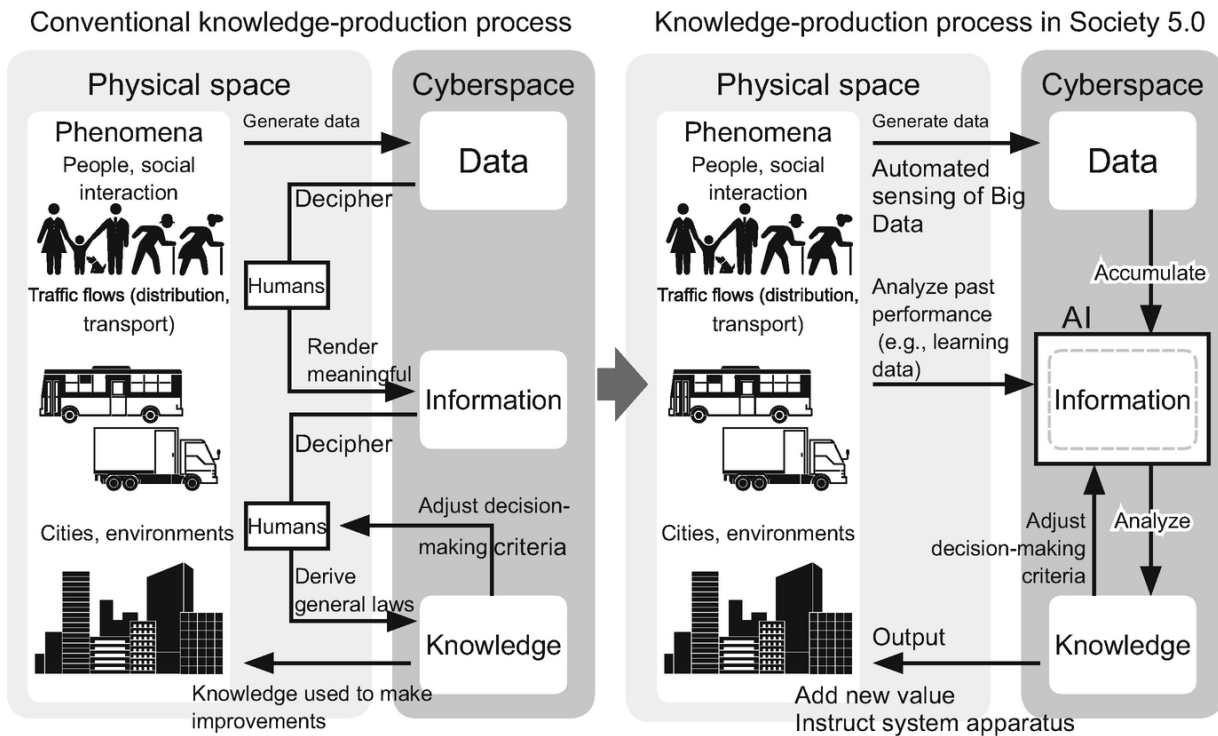 Conventional knowledge-production process
Physical space
Cyberspace
Phenomena
People, social
interaction
Traffic flows (distribution,
transport)
Cities, environments
Generate data
Data
Decipher
Humans
Render
meaningful
Information
Decipher
Humans
Adjust decision-
making criteria
Derive
general laws
Knowledge
Knowledge used to make
improvements
Knowledge-production process in Society 5.0
Physical space
Cyberspace
Phenomena
People, social
interaction
Traffic flows (distribution,
transport)
Cities, environments
Generate data
Automated
sensing of Big
Data
Data
Accumulate
Analyze past
performance
(e.g., learning
data)
AI
Information
Adjust
decision-making
criteria
Analyze
Knowledge
Output
Add new value
Instruct system apparatus